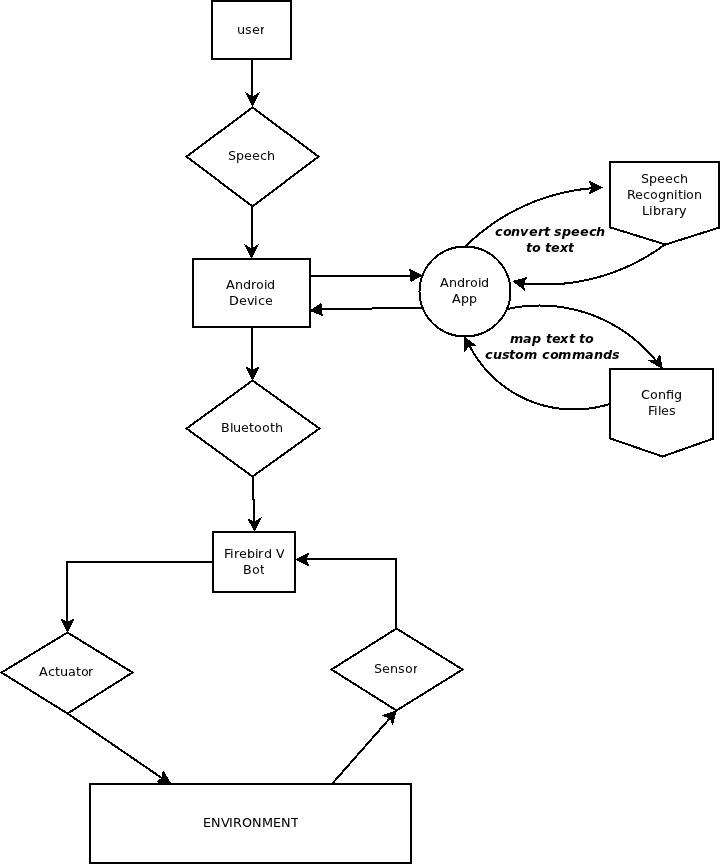 user
Speech
Speech
Recognition
Library
convert speech
to text
Android
Device
Android
App
map text to
custom commands
Config
Files
Bluetooth
Firebird V
Bot
Actuator
Sensor
ENVIRONMENT